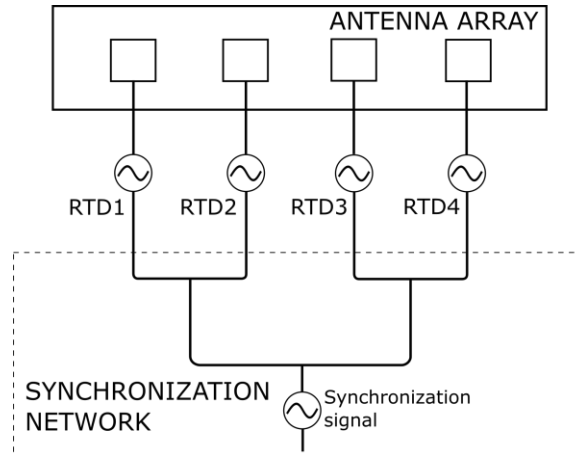 ANTENNA ARRAY
RTD1
RTD2
RTD3
RTD4
SYNCHRONIZATION
NETWORK
Synchronization
signal